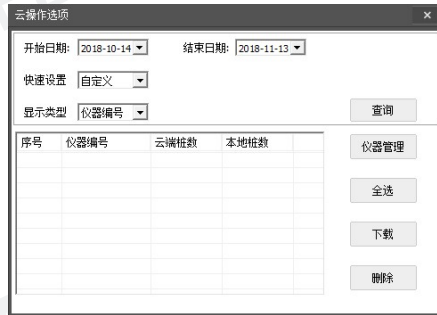 云操作选项
开始日期: 2018-10-14 结束日期: 2018-11-13
快速设置 自定义
显示类型 仪器编号 查询
序号 仪器编号 云端桩数 本地桩数 仪器管理
全选
下载
删除